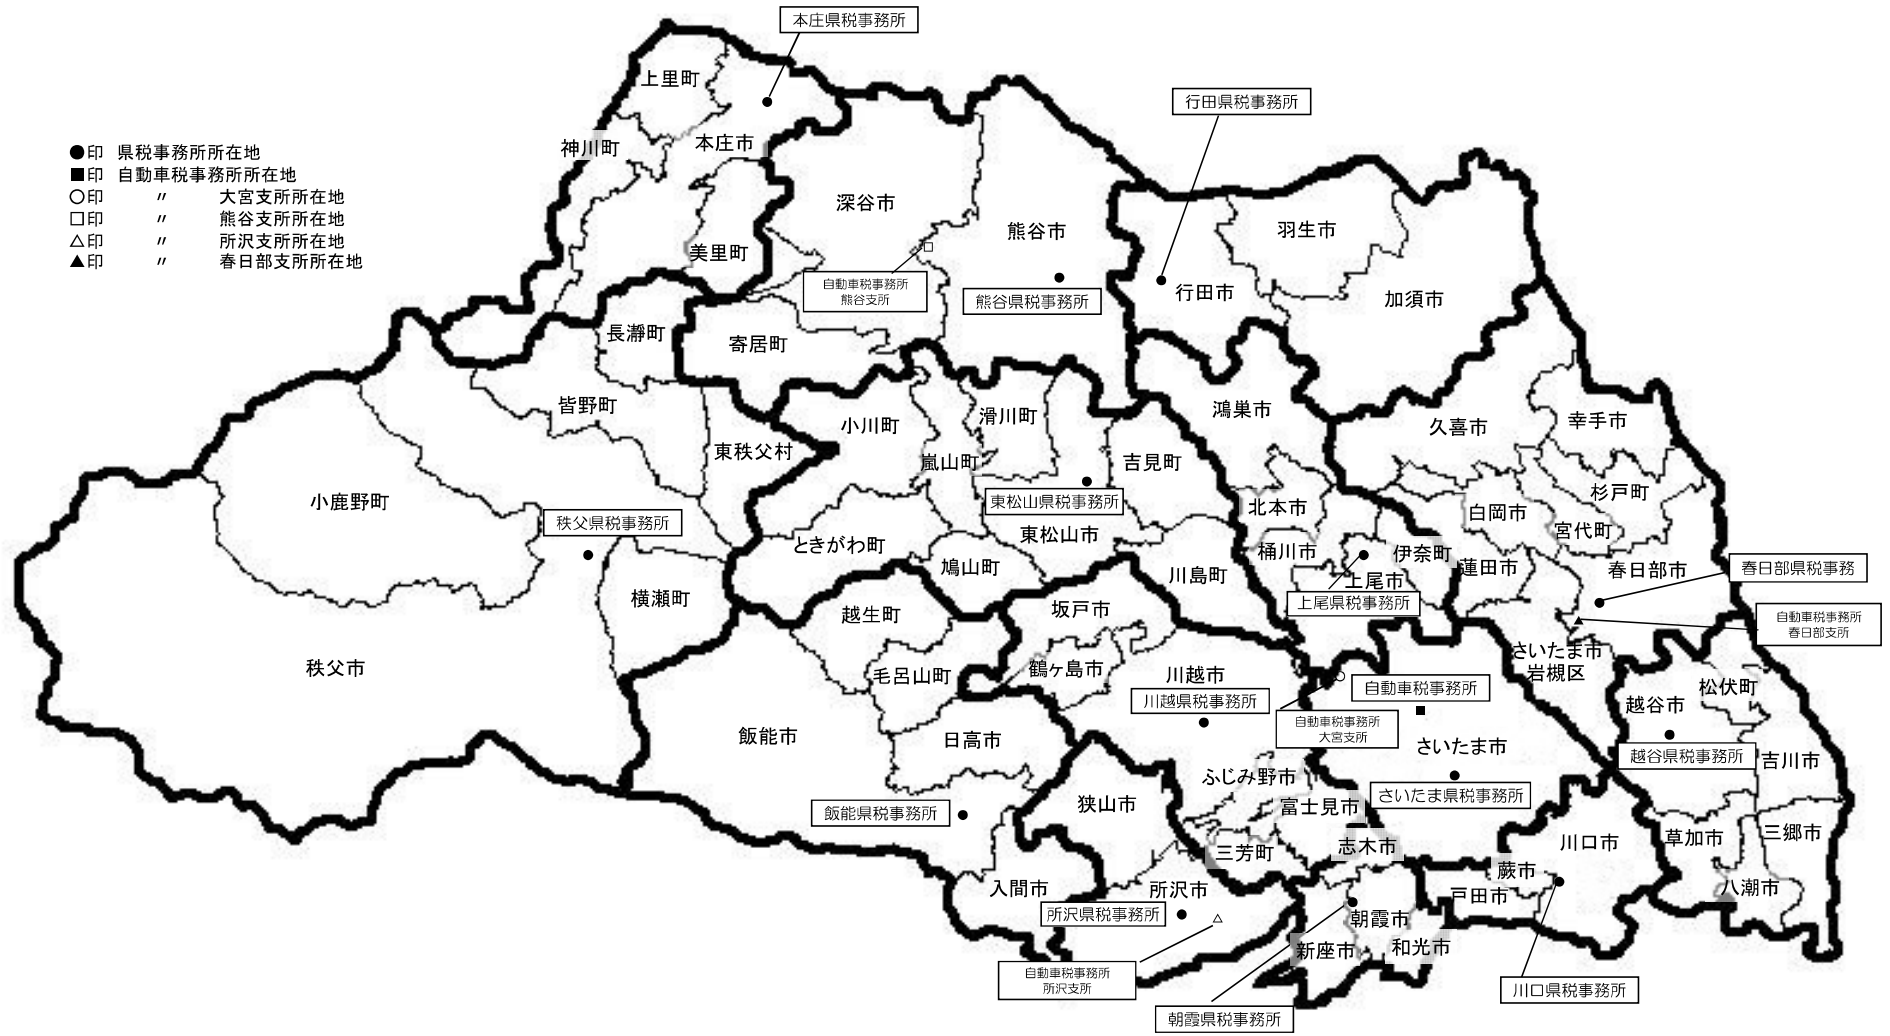 本庄県税事務所
行田県税事務所
上里町
神川町
本庄市
●印 県税事務所所在地
■印 自動車税事務所所在地
○印 〃 大宮支所所在地
□印 〃 熊谷支所所在地
△印 〃 所沢支所所在地
▲印 〃 春日部支所所在地
深谷市
熊谷市
羽生市
美里町
自動車税事務所
熊谷支所
熊谷県税事務所
行田市
加須市
長瀞町
寄居町
皆野町
小川町
滑川町
鴻巣市
久喜市
幸手市
東秩父村
嵐山町
吉見町
小鹿野町
秩父県税事務所
東松山県税事務所
北本市
白岡市
杉戸町
宮代町
ときがわ町
東松山市
桶川市
伊奈町
鳩山町
川島町
上尾市
蓮田市
春日部市
春日部県税事務
横瀬町
越生町
坂戸市
上尾県税事務所
自動車税事務所
春日部支所
秩父市
毛呂山町
鶴ヶ島市
川越市
さいたま市
岩槻区
川越県税事務所
自動車税事務所
松伏町
越谷市
飯能市
日高市
自動車税事務所
大宮支所
さいたま市
越谷県税事務所
吉川市
ふじみ野市
飯能県税事務所
狭山市
富士見市
さいたま県税事務所
三芳町
志木市
川口市
草加市
三郷市
入間市
所沢市
蕨市
戸田市
八潮市
所沢県税事務所
朝霞市
新座市
和光市
自動車税事務所
所沢支所
川口県税事務所
朝霞県税事務所